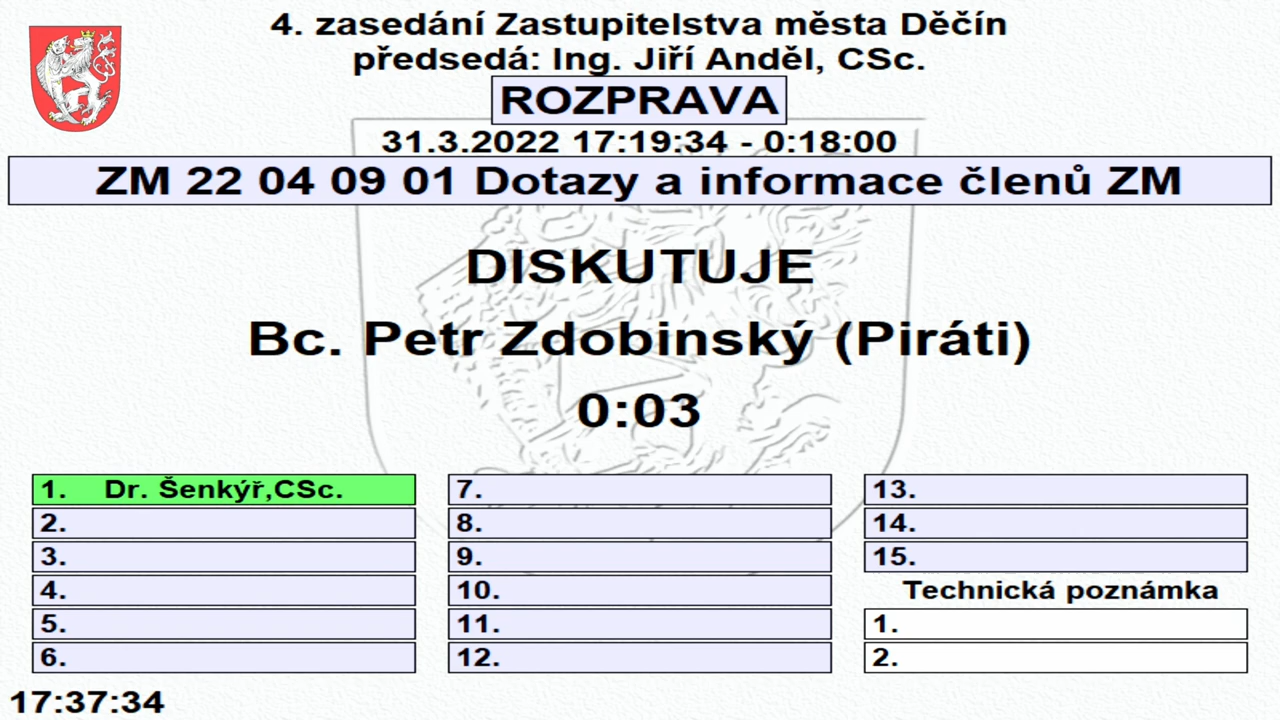 4. zasedání Zastupitelstva města Děčín
předsedá: Ing. Jiří Anděl, CSc.
ROZPRAVA
31.3.2022 17:19:34 - 0:18:00
ZM 22 04 09 01 Dotazy a informace členů ZM
DISKUTUJE
Bc. Petr Zdobinský (Piráti)
0:03
1. Dr. Šenkýř,CSc.
2.
3.
4.
5.
6.
7.
8.
9.
10.
11.
12.
13.
14.
15.
Technická poznámka
1.
2.
17:37:34